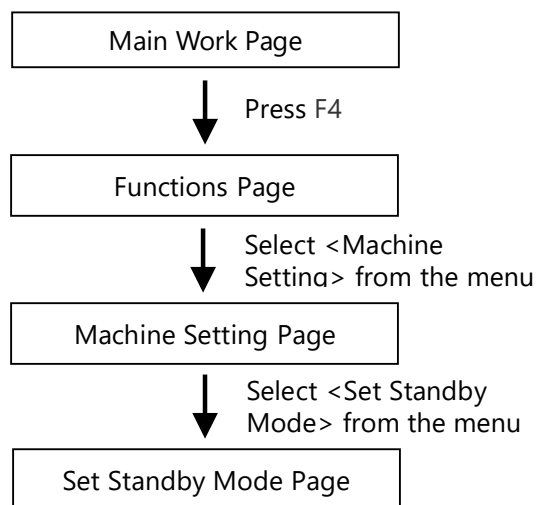 Main Work Page
Press F4
Functions Page
Select <Machine
Setting> from the menu
Machine Setting Page
Select <Set Standby
Mode> from the menu
Set Standby Mode Page